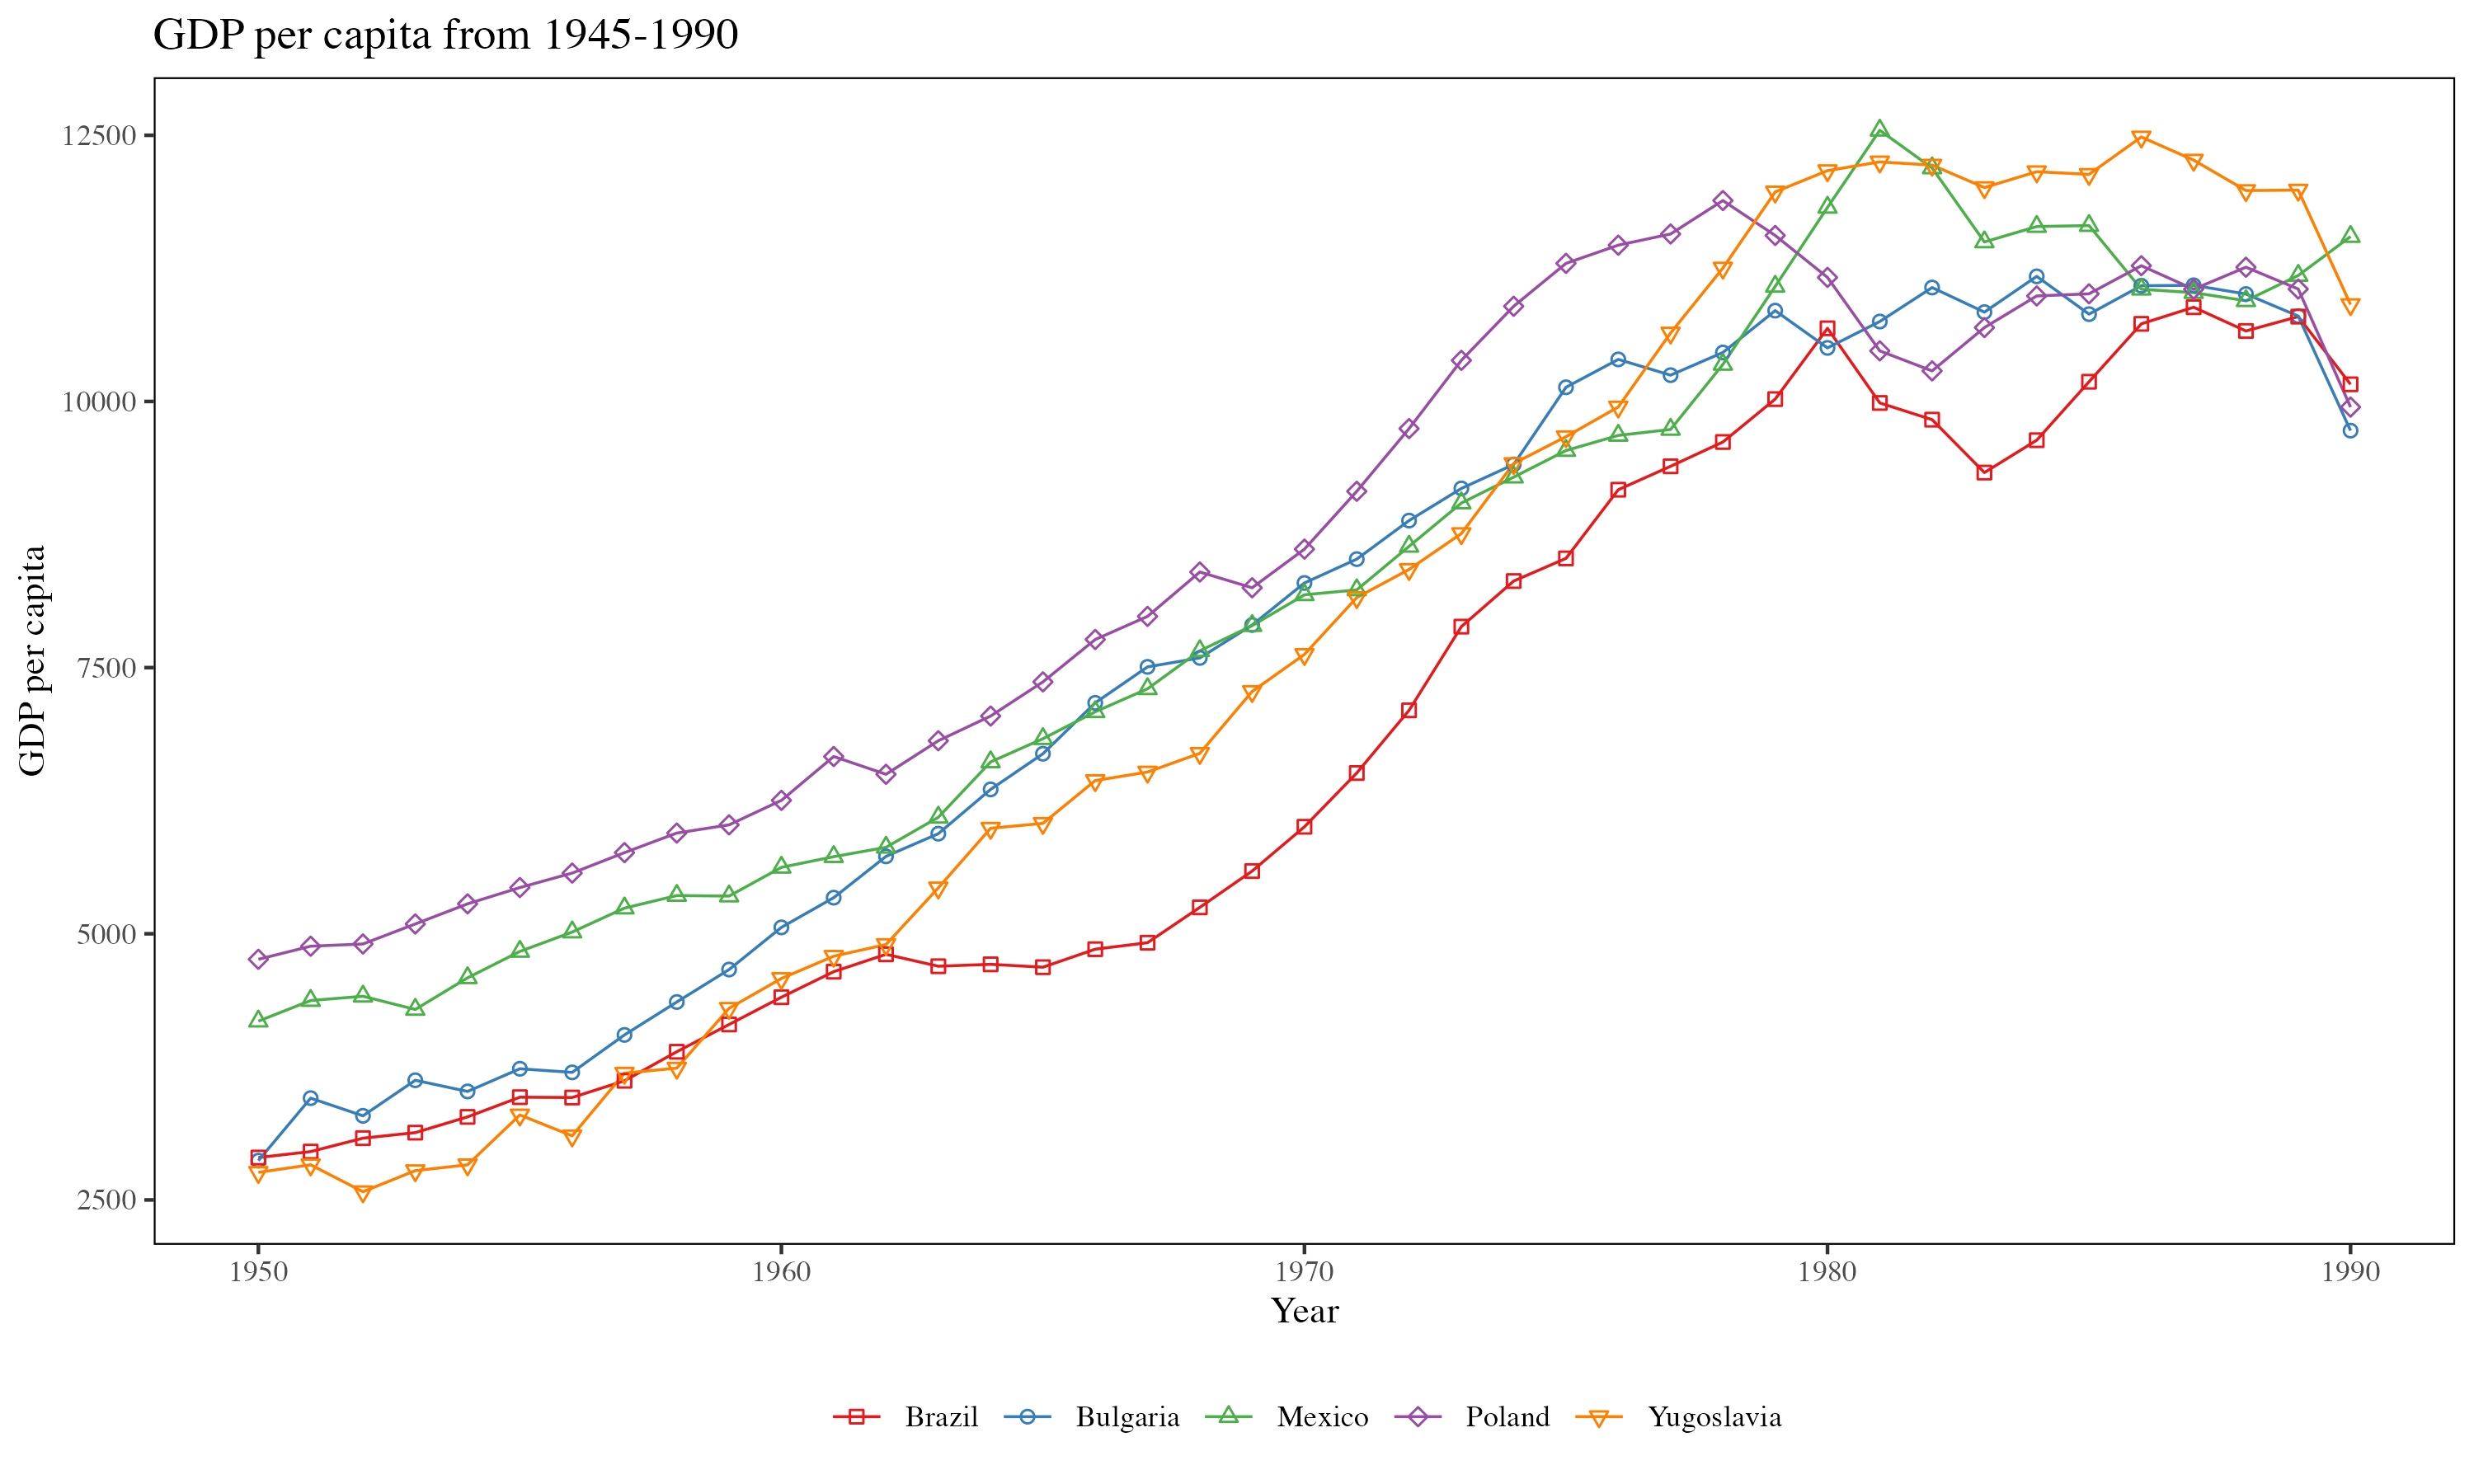 GDP per capita from 1945-1990
GDP per capita
12500
10000
7500
5000
2500
1950 1960 1970 1980 1990
Year
Brazil Bulgaria Mexico Poland Yugoslavia